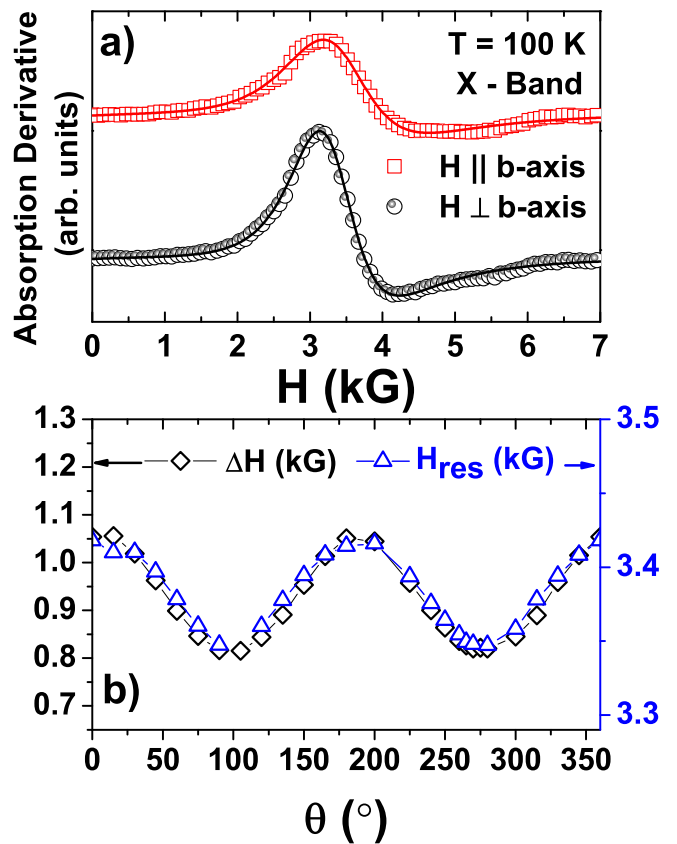 a)
T = 100 K
X - Band
H || b-axis
H ⊥ b-axis
Absorption Derivative
(arb. units)
0 1 2 3 4 5 6 7
H (kG)
1.3
1.2
1.1
1.0
0.9
0.8
0.7
ΔH (kG)
H_res (kG)
3.5
3.4
3.3
b)
0 50 100 150 200 250 300 350
θ (°)